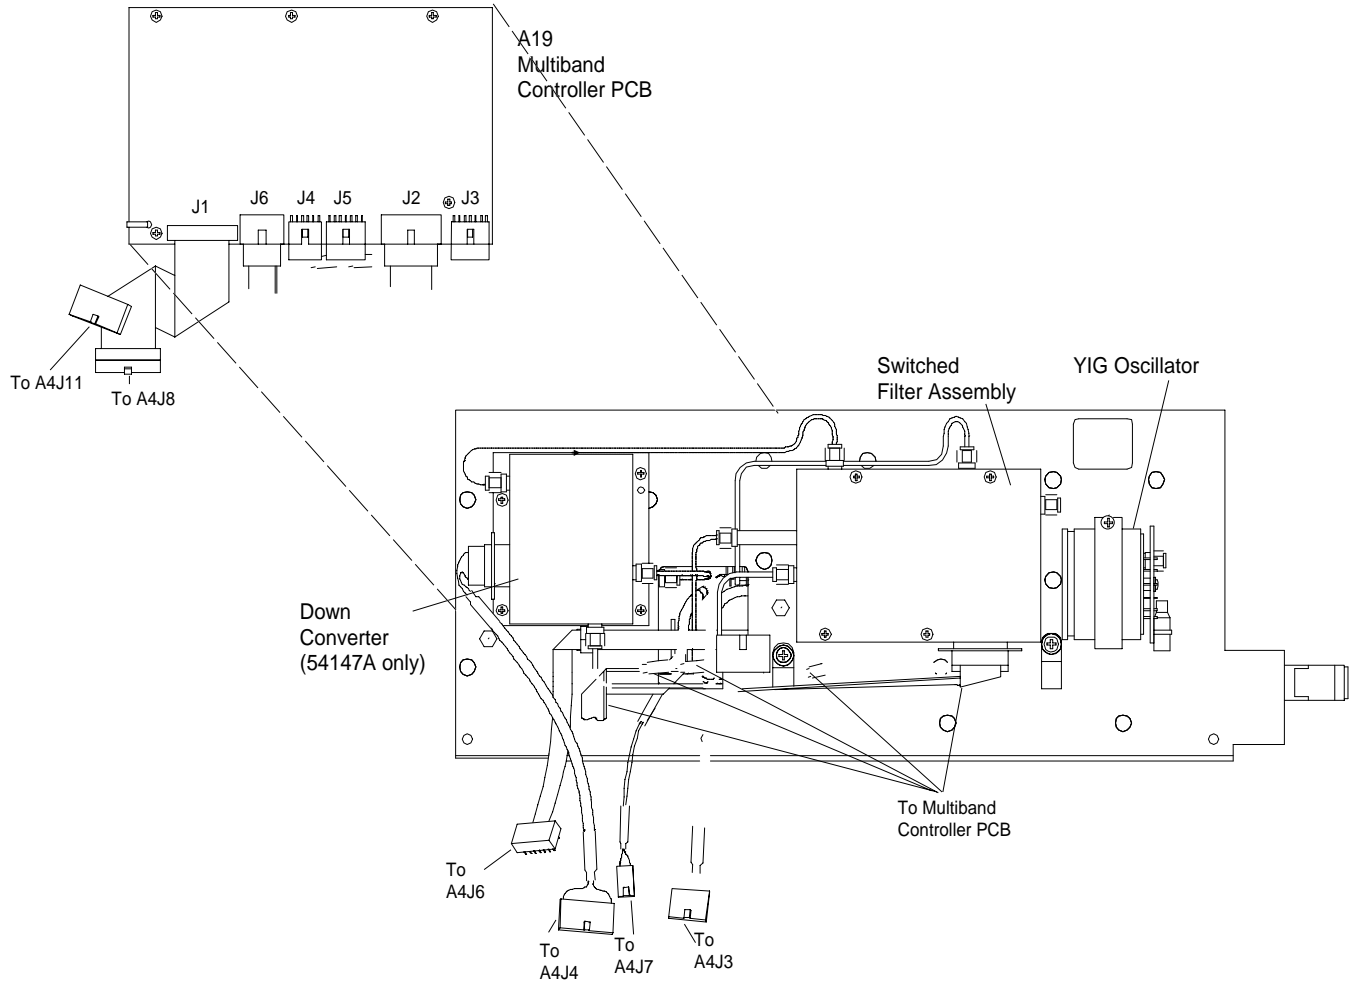 A19
Multiband
Controller PCB
J1
J6
J4
J5
J2
J3
To A4J11
To A4J8
Switched
Filter Assembly
YIG Oscillator
Down
Converter
(54147A only)
To Multiband
Controller PCB
To
A4J6
To
A4J4
To
A4J7
To
A4J3